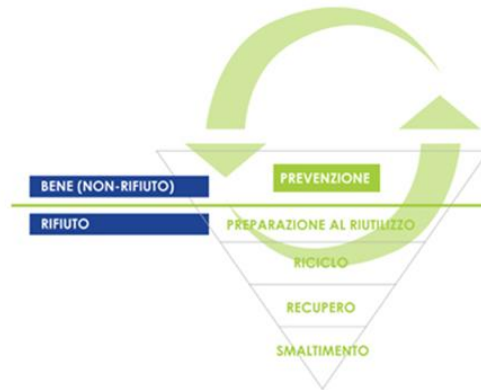 BENE (NON-RIFIUTO)
PREVENZIONE
RIFIUTO
PREPARAZIONE AL RIUTILIZZO
RICICLO
RECUPERO
SMALTIMENTO